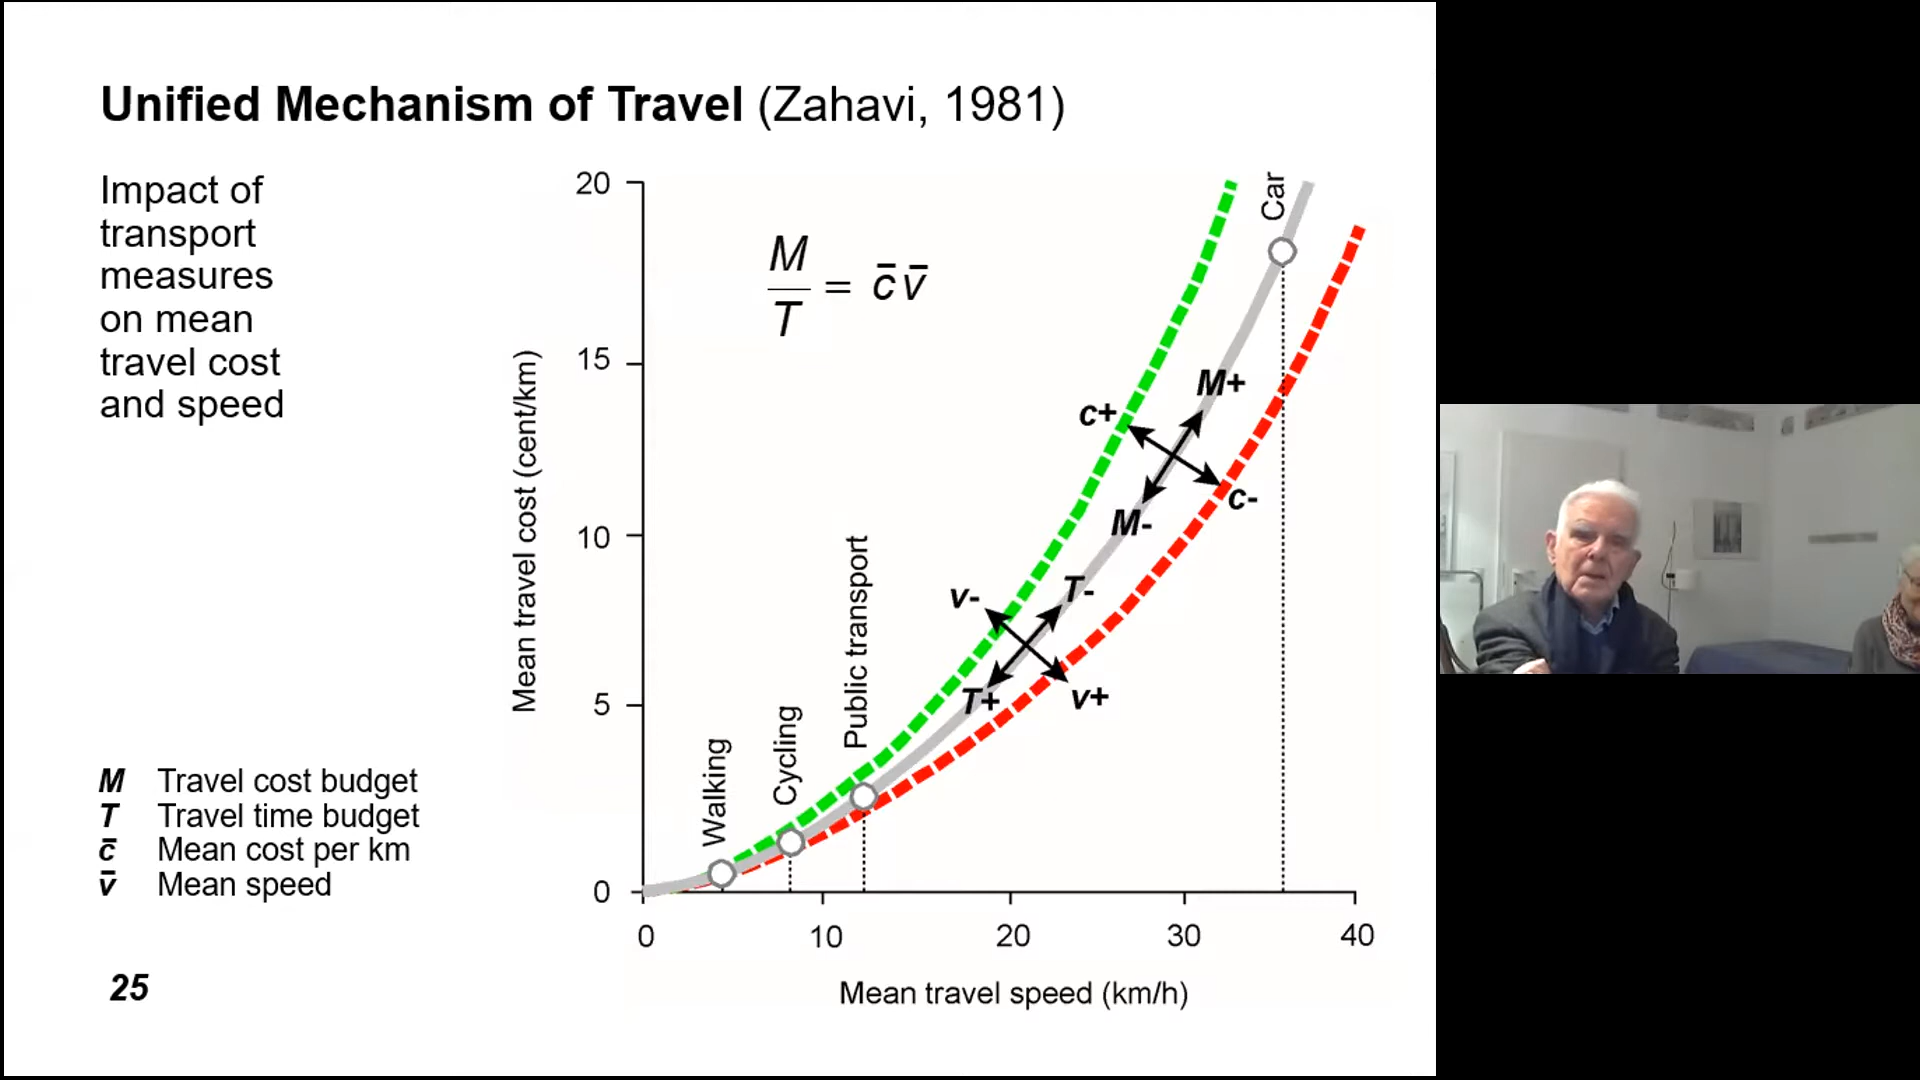 Unified Mechanism of Travel (Zahavi, 1981)
Impact of
transport
measures
on mean
travel cost
and speed
M Travel cost budget
T Travel time budget
c̄ Mean cost per km
v̄ Mean speed
25
Mean travel cost (cent/km)
20
15
10
5
0
M
T
= c̄ v̄
Walking
Cycling
Public transport
Car
c+
M+
c-
M-
v-
T-
T+
v+
0
10
20
30
40
Mean travel speed (km/h)